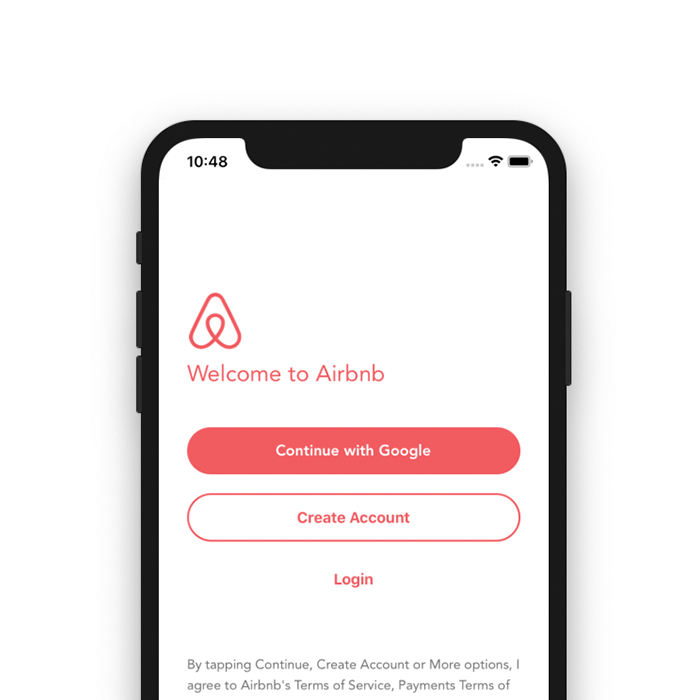 10:48
Welcome to Airbnb
Continue with Google
Create Account
Login
By tapping Continue, Create Account or More options, I
agree to Airbnb's Terms of Service, Payments Terms of